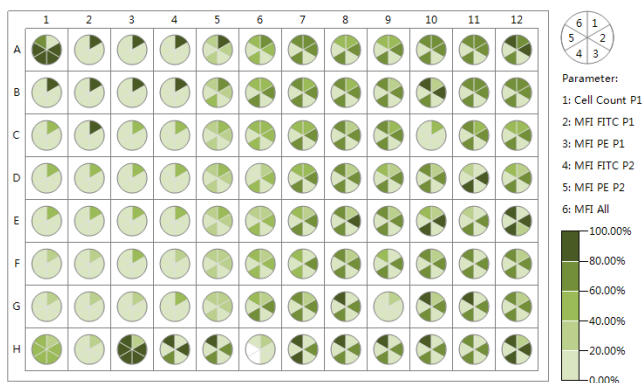 1 2 3 4 5 6 7 8 9 10 11 12
A
B
C
D
E
F
G
H
6 1
5 2
4 3
Parameter:
1: Cell Count P1
2: MFI FITC P1
3: MFI PE P1
4: MFI FITC P2
5: MFI PE P2
6: MFI All
100.00%
80.00%
60.00%
40.00%
20.00%
0.00%